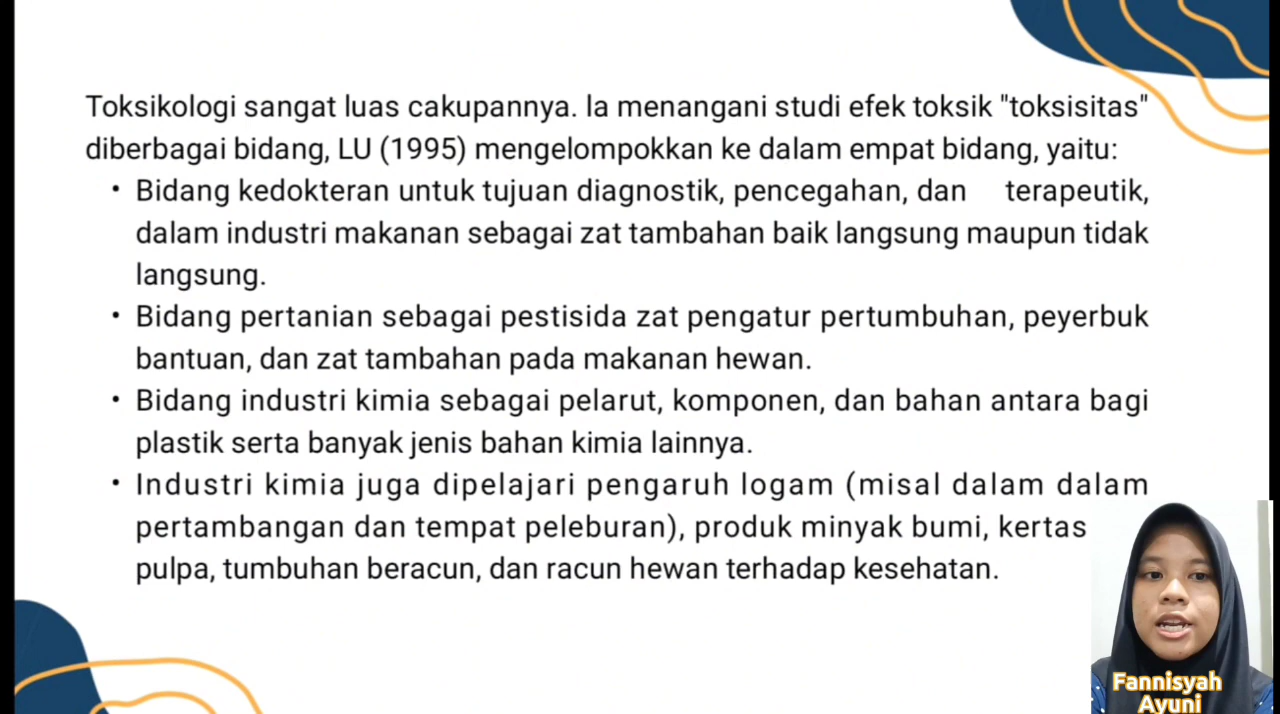 Toksikologi sangat luas cakupannya. Ia menangani studi efek toksik "toksisitas"
diberbagai bidang, LU (1995) mengelompokkan ke dalam empat bidang, yaitu:
• Bidang kedokteran untuk tujuan diagnostik, pencegahan, dan terapeutik,
dalam industri makanan sebagai zat tambahan baik langsung maupun tidak
langsung.
• Bidang pertanian sebagai pestisida zat pengatur pertumbuhan, peyerbuk
bantuan, dan zat tambahan pada makanan hewan.
• Bidang industri kimia sebagai pelarut, komponen, dan bahan antara bagi
plastik serta banyak jenis bahan kimia lainnya.
• Industri kimia juga dipelajari pengaruh logam (misal dalam dalam
pertambangan dan tempat peleburan), produk minyak bumi, kertas
pulpa, tumbuhan beracun, dan racun hewan terhadap kesehatan.
Fannisyah
Ayuni